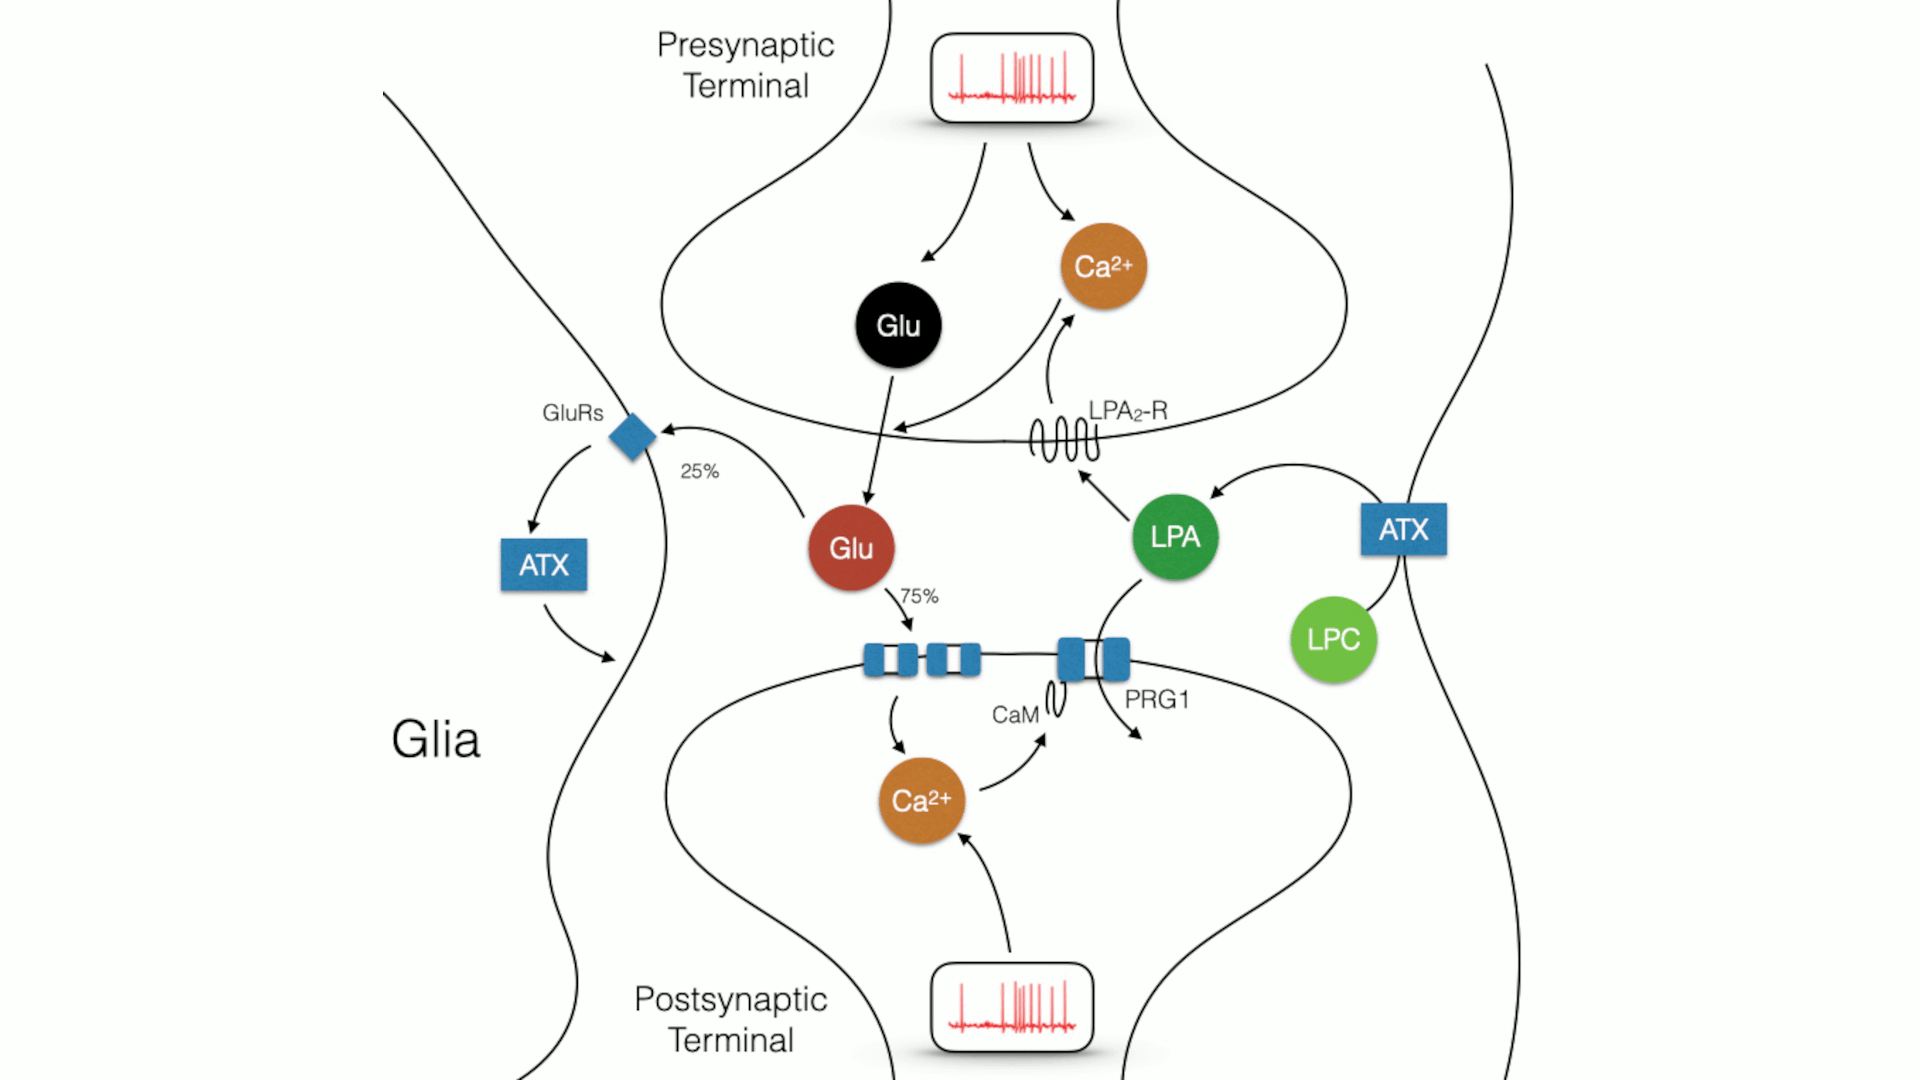 Presynaptic
Terminal
Ca²⁺
Glu
GluRs
LPA₂-R
25%
Glu
LPA
ATX
ATX
75%
LPC
PRG1
CaM
Glia
Ca²⁺
Postsynaptic
Terminal